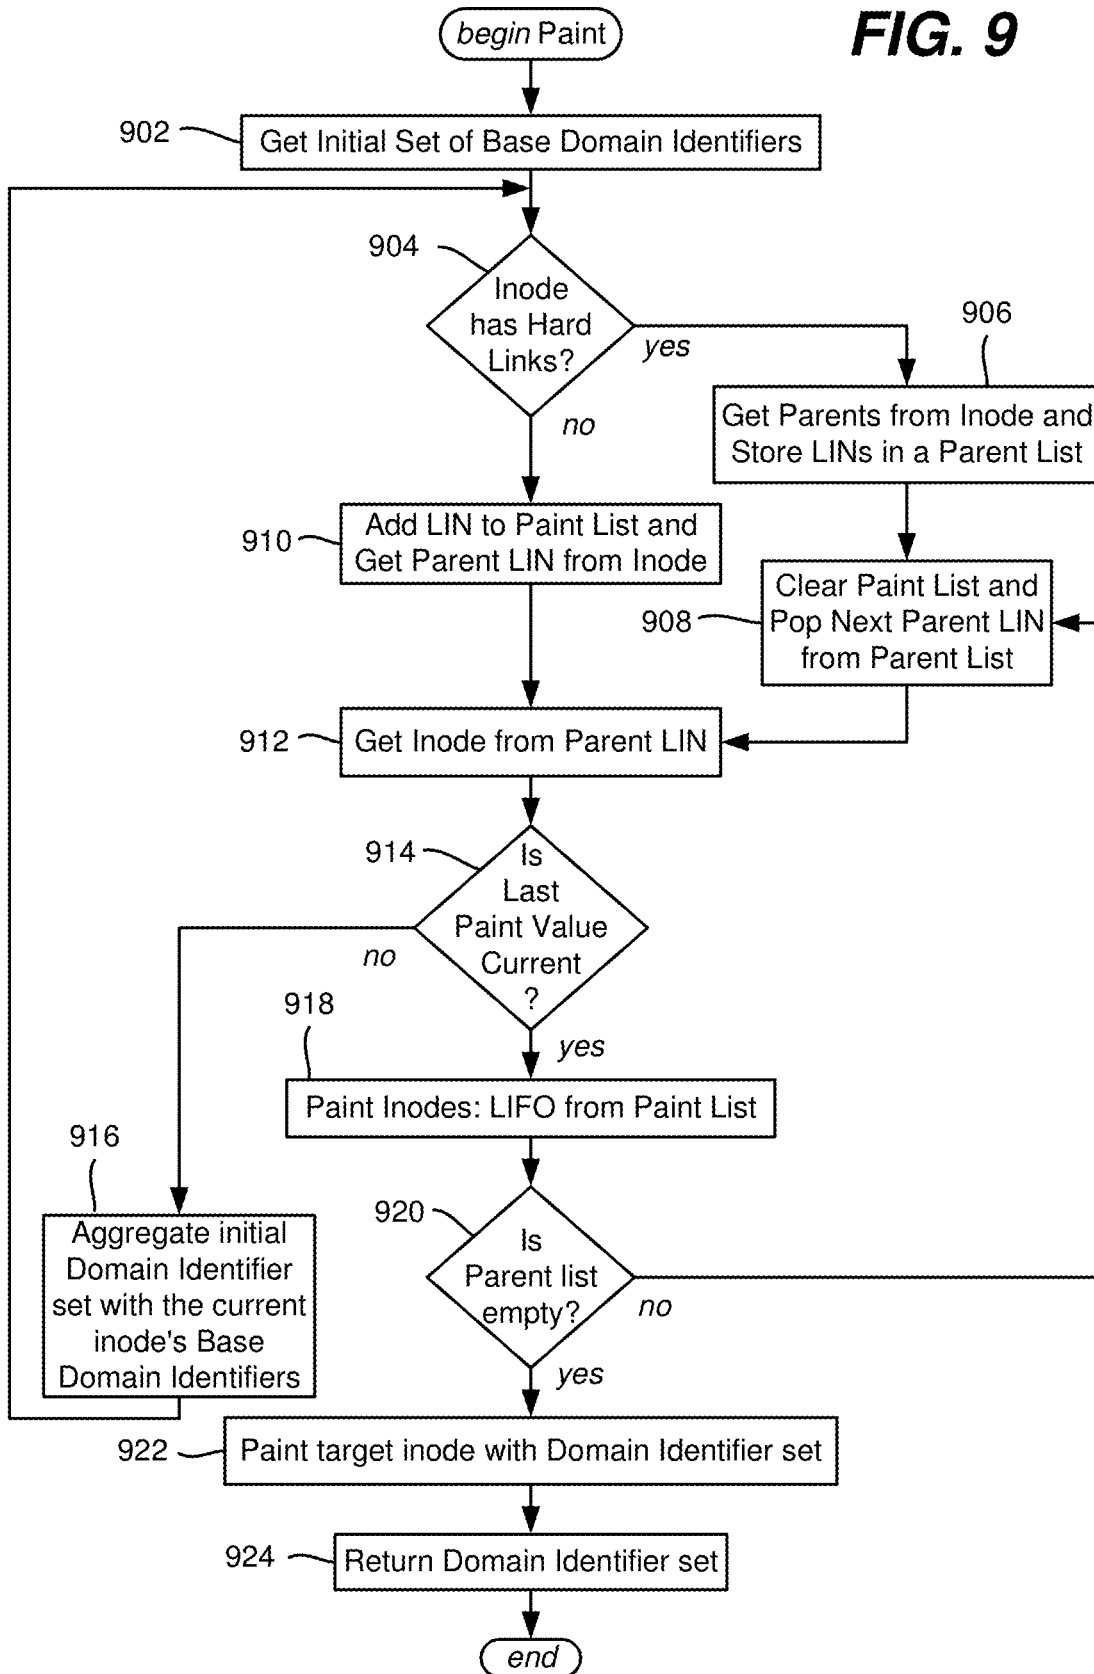 begin Paint
FIG. 9
902
Get Initial Set of Base Domain Identifiers
904
Inode
has Hard
Links?
yes
no
906
Get Parents from Inode and
Store LINs in a Parent List
910
Add LIN to Paint List and
Get Parent LIN from Inode
908
Clear Paint List and
Pop Next Parent LIN
from Parent List
912
Get Inode from Parent LIN
914
Is
Last
Paint Value
Current
?
no
yes
918
Paint Inodes: LIFO from Paint List
916
Aggregate initial
Domain Identifier
set with the current
inode's Base
Domain Identifiers
920
Is
Parent list
empty?
no
yes
922
Paint target inode with Domain Identifier set
924
Return Domain Identifier set
end